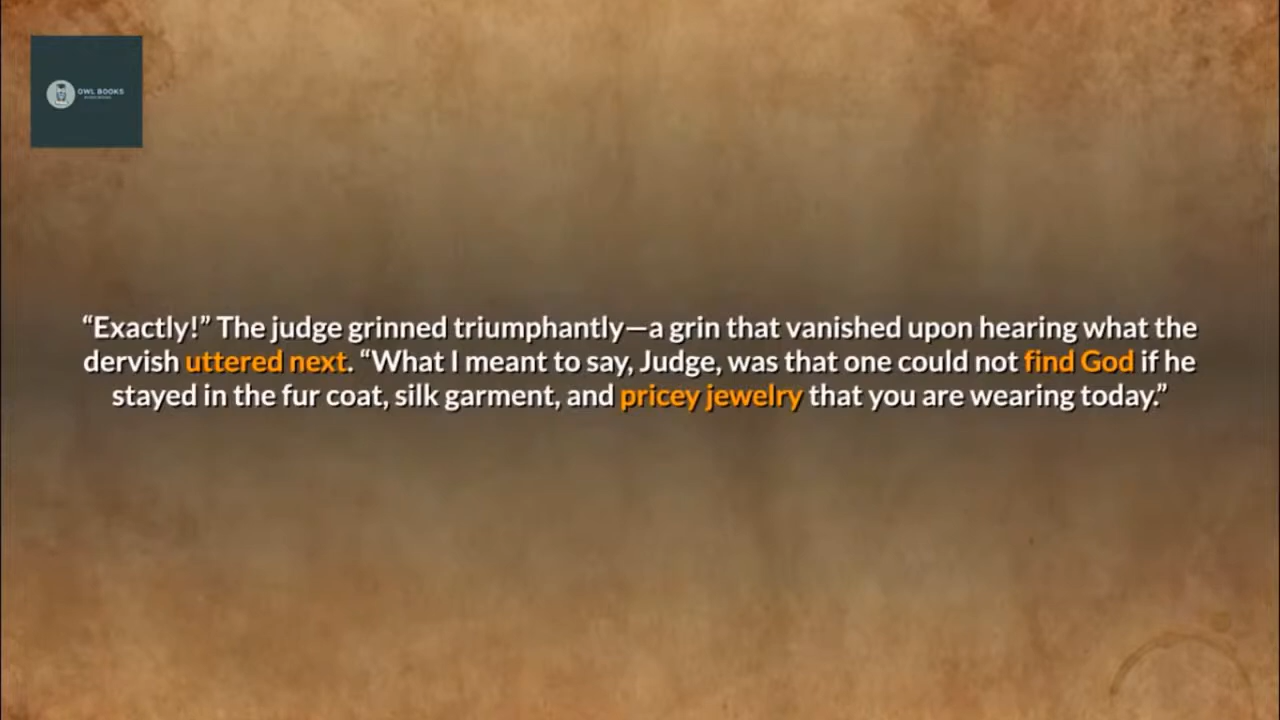 OWL BOOKS
“Exactly!” The judge grinned triumphantly—a grin that vanished upon hearing what the
dervish uttered next. “What I meant to say, Judge, was that one could not find God if he
stayed in the fur coat, silk garment, and pricey jewelry that you are wearing today.”